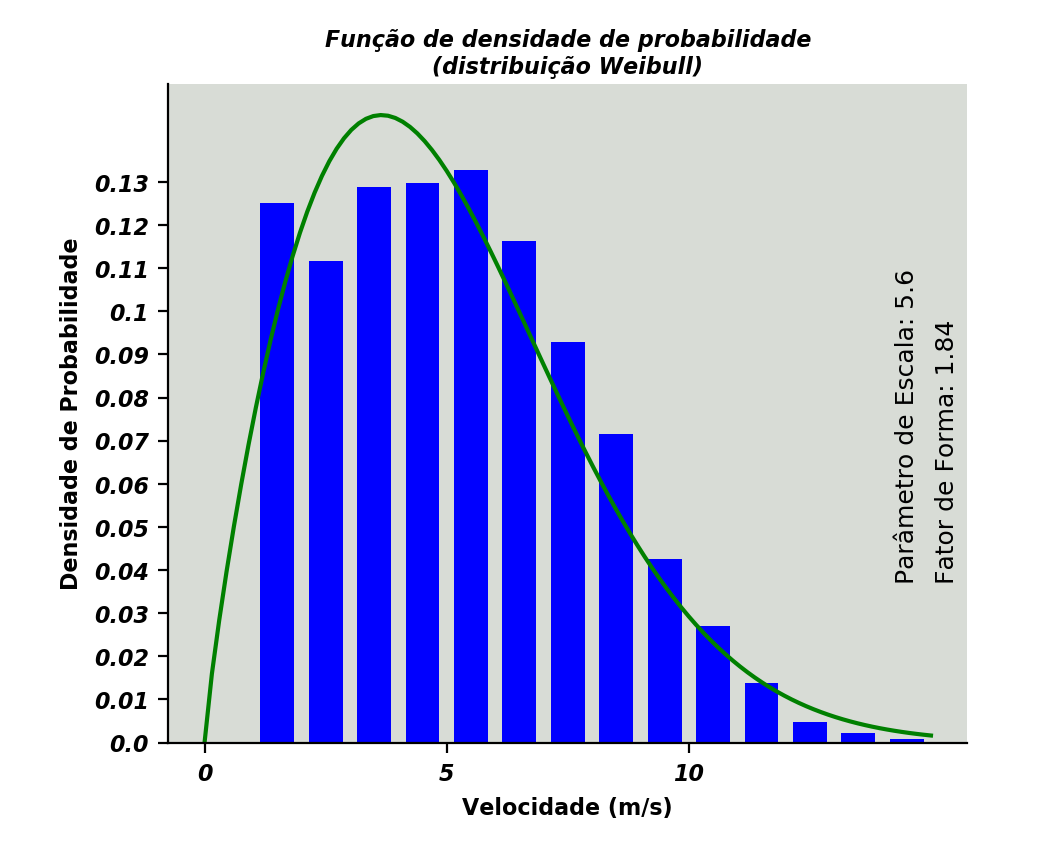 Função de densidade de probabilidade
(distribuição Weibull)
0.13
0.12
0.11
0.1
0.09
0.08
0.07
0.06
0.05
0.04
0.03
0.02
0.01
0.0
Densidade de Probabilidade
Parâmetro de Escala: 5.6
Fator de Forma: 1.84
0 5 10
Velocidade (m/s)